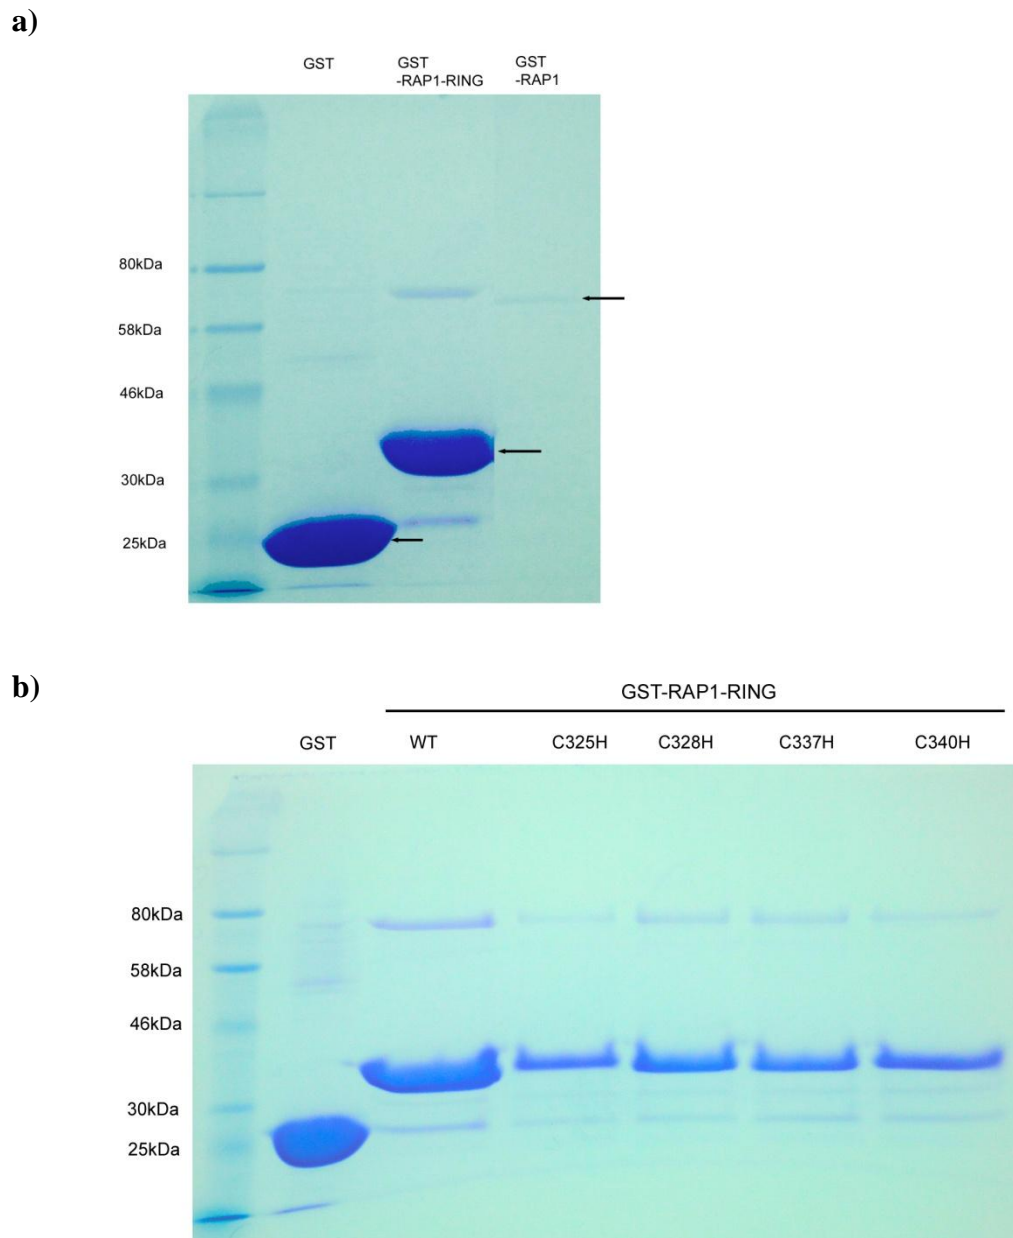 a)
GST
GST
-RAP1-RING
GST
-RAP1
80kDa
58kDa
46kDa
30kDa
25kDa
b)
GST-RAP1-RING
GST
WT
C325H
C328H
C337H
C340H
80kDa
58kDa
46kDa
30kDa
25kDa